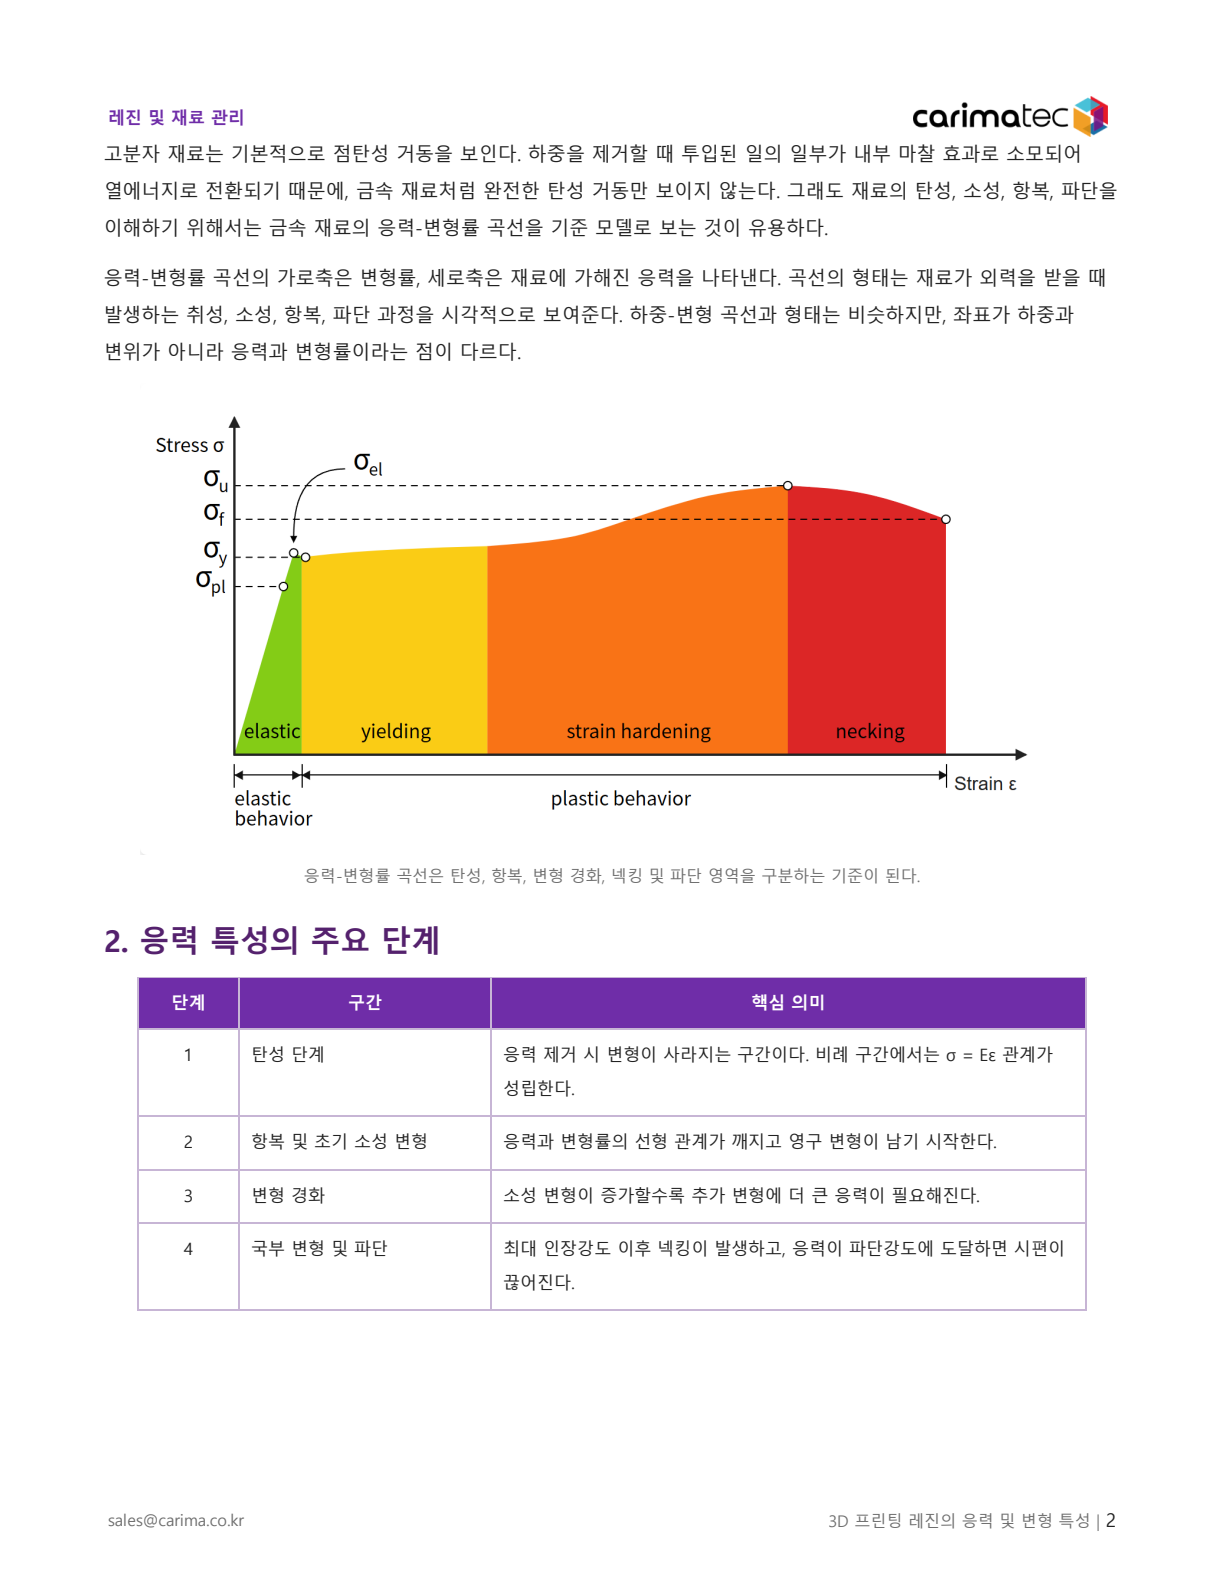 레진 및 재료 관리
carimatec
고분자 재료는 기본적으로 점탄성 거동을 보인다. 하중을 제거할 때 투입된 일의 일부가 내부 마찰 효과로 소모되어
열에너지로 전환되기 때문에, 금속 재료처럼 완전한 탄성 거동만 보이지 않는다. 그래도 재료의 탄성, 소성, 항복, 파단을
이해하기 위해서는 금속 재료의 응력-변형률 곡선을 기준 모델로 보는 것이 유용하다.
응력-변형률 곡선의 가로축은 변형률, 세로축은 재료에 가해진 응력을 나타낸다. 곡선의 형태는 재료가 외력을 받을 때
발생하는 취성, 소성, 항복, 파단 과정을 시각적으로 보여준다. 하중-변형 곡선과 형태는 비슷하지만, 좌표가 하중과
변위가 아니라 응력과 변형률이라는 점이 다르다.
Stress σ
σel
σu
σf
σy
σpl
elastic yielding strain hardening necking
Strain ε
elastic
behavior
plastic behavior
응력-변형률 곡선은 탄성, 항복, 변형 경화, 넥킹 및 파단 영역을 구분하는 기준이 된다.
2. 응력 특성의 주요 단계
단계 구간 핵심 의미
1 탄성 단계 응력 제거 시 변형이 사라지는 구간이다. 비례 구간에서는 σ = Eε 관계가
성립한다.
2 항복 및 초기 소성 변형 응력과 변형률의 선형 관계가 깨지고 영구 변형이 남기 시작한다.
3 변형 경화 소성 변형이 증가할수록 추가 변형에 더 큰 응력이 필요해진다.
4 국부 변형 및 파단 최대 인장강도 이후 넥킹이 발생하고, 응력이 파단강도에 도달하면 시편이
끊어진다.
sales@carima.co.kr
3D 프린팅 레진의 응력 및 변형 특성 | 2